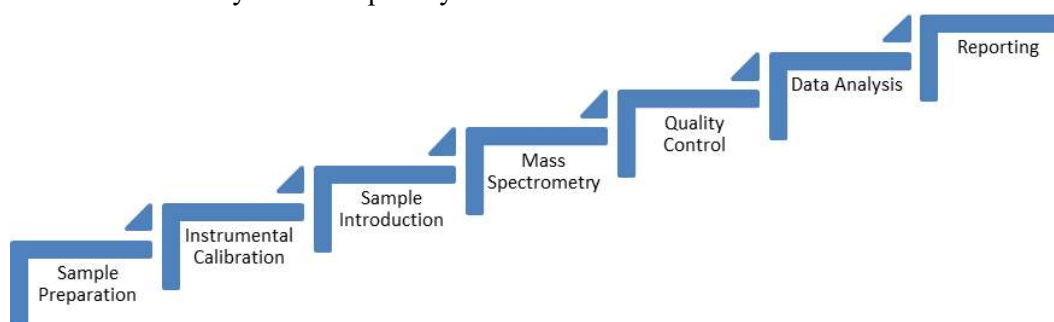 Sample
Preparation
Instrumental
Calibration
Sample
Introduction
Mass
Spectrometry
Quality
Control
Data Analysis
Reporting